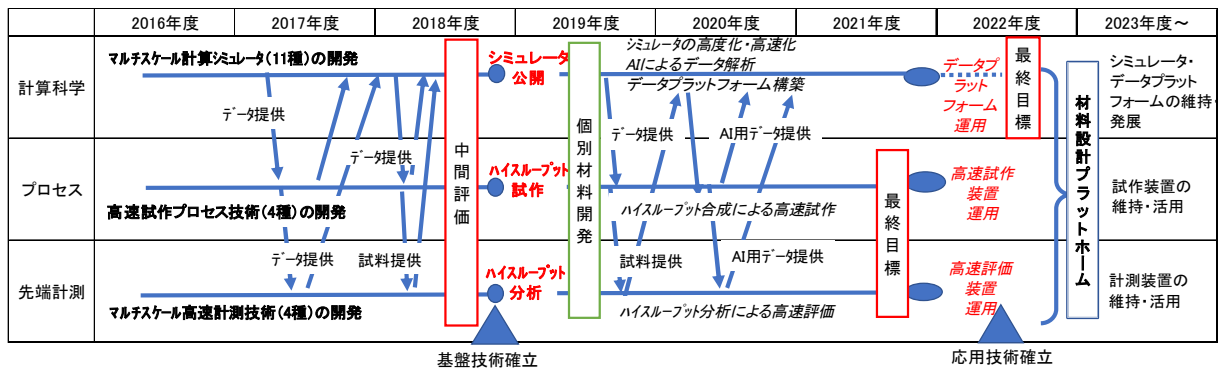 2016年度
2017年度
2018年度
2019年度
2020年度
2021年度
2022年度
2023年度～
計算科学
マルチスケール計算シミュレータ(11種)の開発
データ提供
データ提供
中間評価
シミュレータ
公開
個別材料開発
シミュレータの高度化・高速化
AIによるデータ解析
データプラットフォーム構築
データ提供
AI用データ提供
データプ
ラット
フォーム
運用
最終目標
材料設計プラットホーム
シミュレータ・
データプラット
フォームの維持・
発展
プロセス
高速試作プロセス技術(4種)の開発
ハイスループット
試作
ハイスループット合成による高速試作
最終目標
高速試作
装置
運用
試作装置の
維持・活用
データ提供
試料提供
試料提供
AI用データ提供
先端計測
マルチスケール高速計測技術(4種)の開発
ハイスループット
分析
ハイスループット分析による高速評価
高速評価
装置
運用
計測装置の
維持・活用
基盤技術確立
応用技術確立